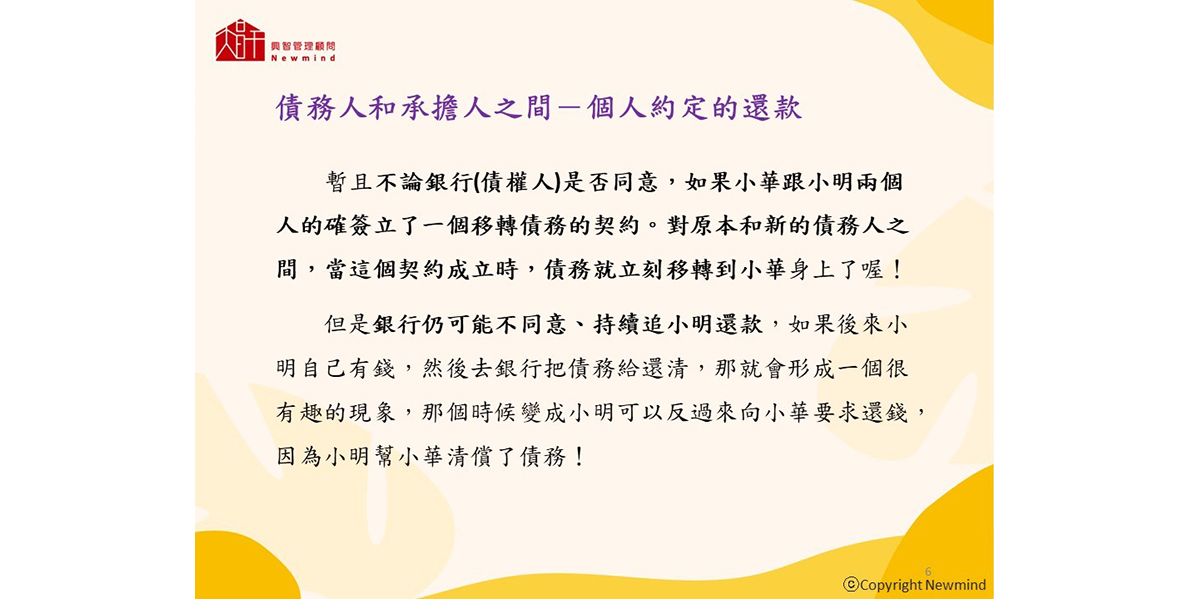 興智管理顧問
Newmind
債務人和承擔人之間－個人約定的還款
暫且不論銀行(債權人)是否同意，如果小華跟小明兩個
人的確簽立了一個移轉債務的契約。對原本和新的債務人之
間，當這個契約成立時，債務就立刻移轉到小華身上了喔！
但是銀行仍可能不同意、持續追小明還款，如果後來小
明自己有錢，然後去銀行把債務給還清，那就會形成一個很
有趣的現象，那個時候變成小明可以反過來向小華要求還錢，
因為小明幫小華清償了債務！
6
©Copyright Newmind